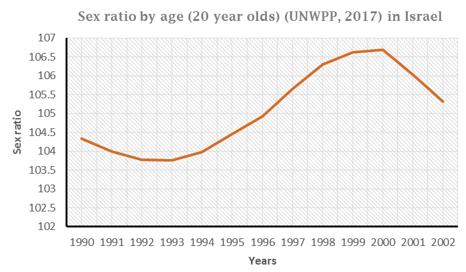 Sex ratio by age (20 year olds) (UNWPP, 2017) in Israel
107
106.5
106
105.5
105
104.5
104
103.5
103
102.5
102
Sex ratio
1990 1991 1992 1993 1994 1995 1996 1997 1998 1999 2000 2001 2002
Years